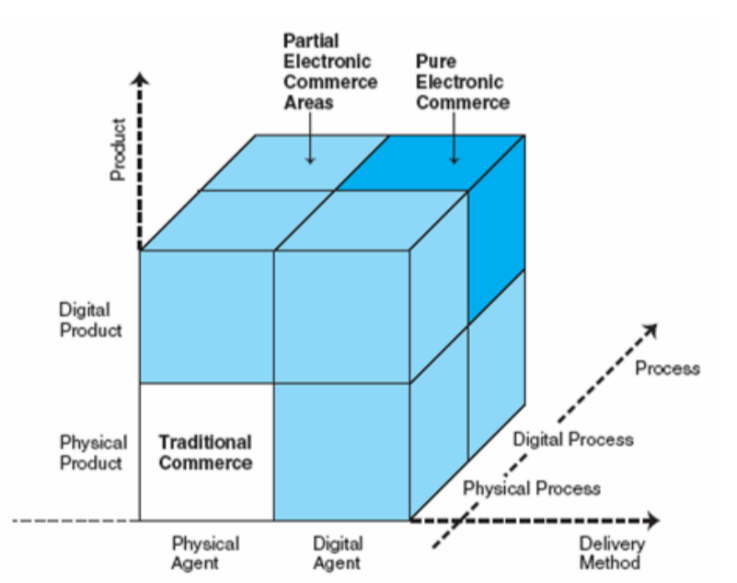 Partial
Electronic
Commerce
Areas
Pure
Electronic
Commerce
Product
Digital
Product
Physical
Product
Traditional
Commerce
Process
Digital Process
Physical Process
Physical
Agent
Digital
Agent
Delivery
Method